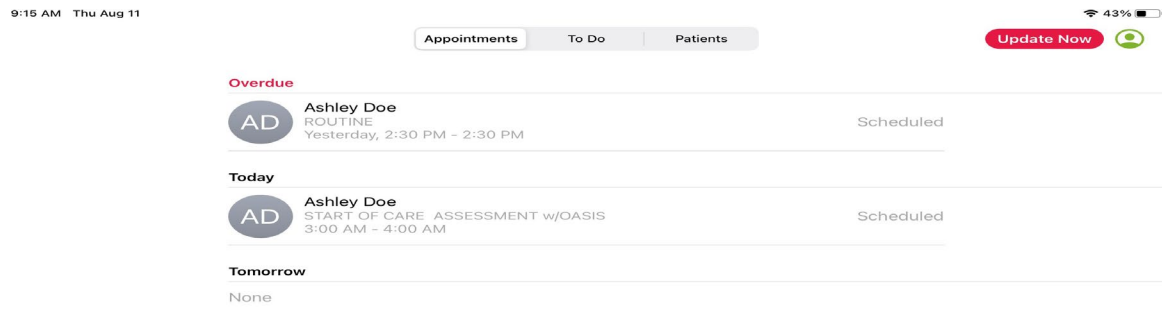 9:15 AM Thu Aug 11
43%
Appointments To Do Patients
Update Now
Overdue
AD
Ashley Doe
ROUTINE
Yesterday, 2:30 PM - 2:30 PM
Scheduled
Today
AD
Ashley Doe
START OF CARE ASSESSMENT w/OASIS
3:00 AM - 4:00 AM
Scheduled
Tomorrow
None